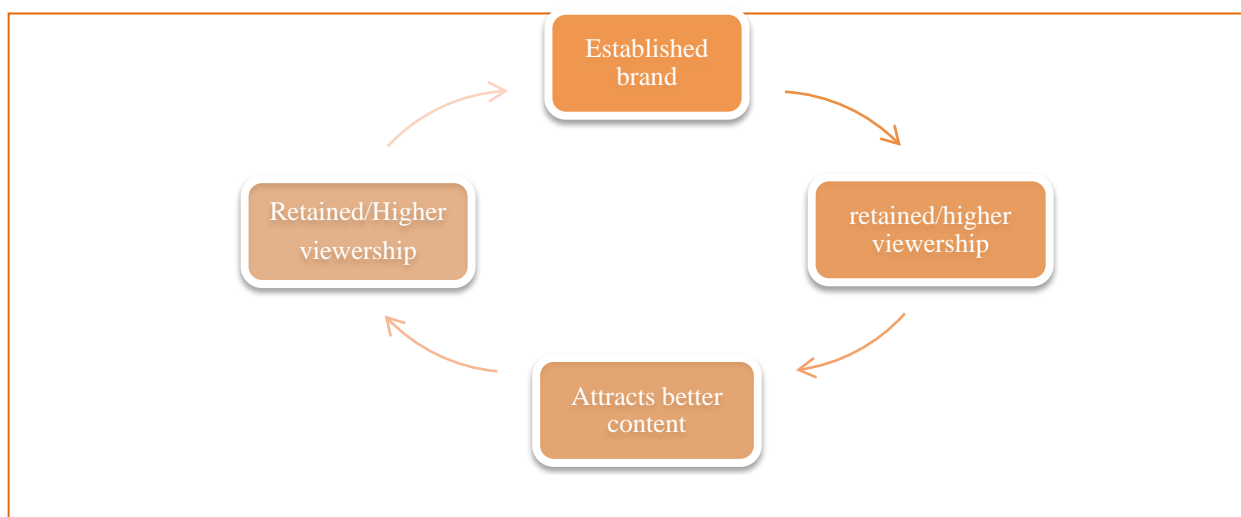 Established
brand
retained/higher
viewership
Attracts better
content
Retained/Higher
viewership